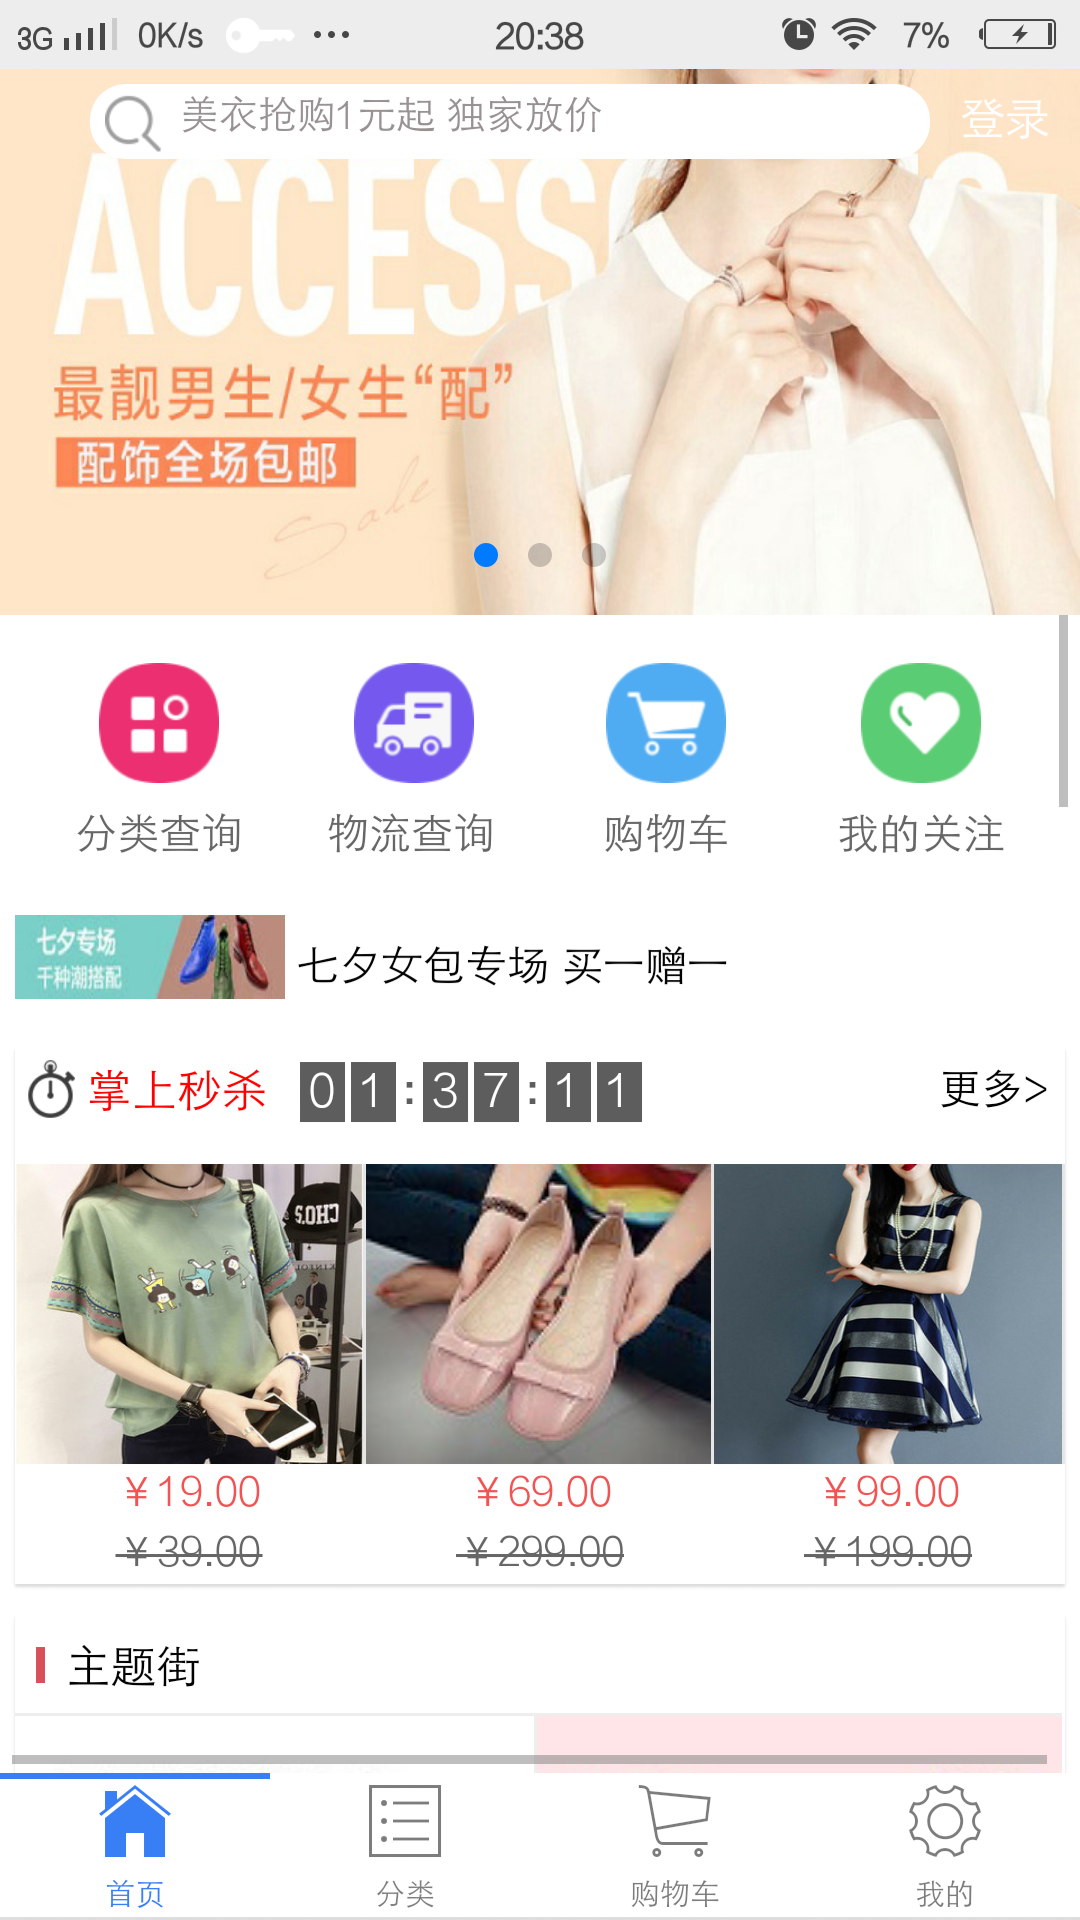 3G 0K/s 20:38 7%
美衣抢购1元起 独家放价
登录
ACCESSO
最靓男生/女生“配”
配饰全场包邮
Sale
分类查询 物流查询 购物车 我的关注
七夕专场
千种潮搭配
七夕女包专场 买一赠一
掌上秒杀 01:37:11 更多>
CHO.S
￥19.00 ￥69.00 ￥99.00
￥39.00 ￥299.00 ￥199.00
主题街
首页 分类 购物车 我的